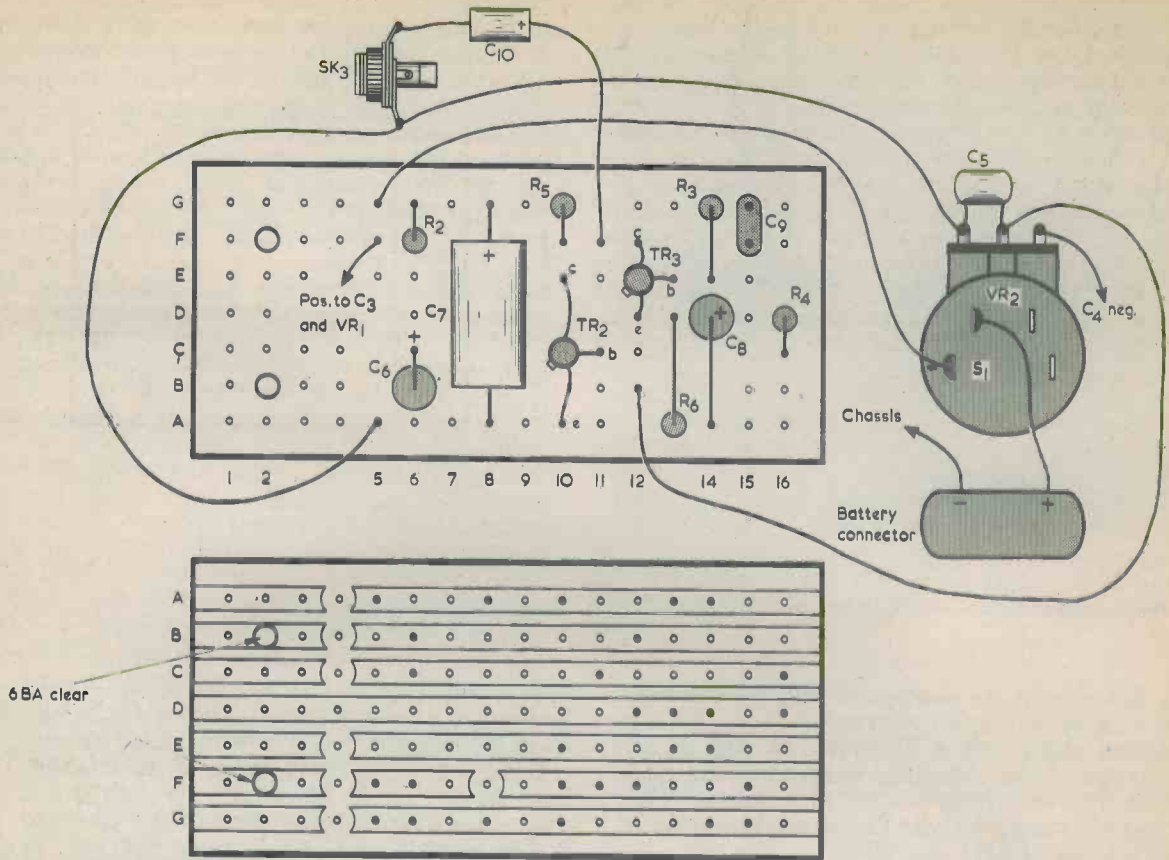 C10
+
SK3
C5
G
F
E
D
C
B
A
R2
R5
R3
C9
c
TR3
b
e
+
Pos. to C3
and VR1
C7
+
C6
c
TR2
b
e
+
C8
R4
R6
VR2
S1
C4 neg.
Chassis
- +
Battery
connector
1 2 5 6 7 8 9 10 11 12 14 15 16
A
B
C
D
E
F
G
6BA clear